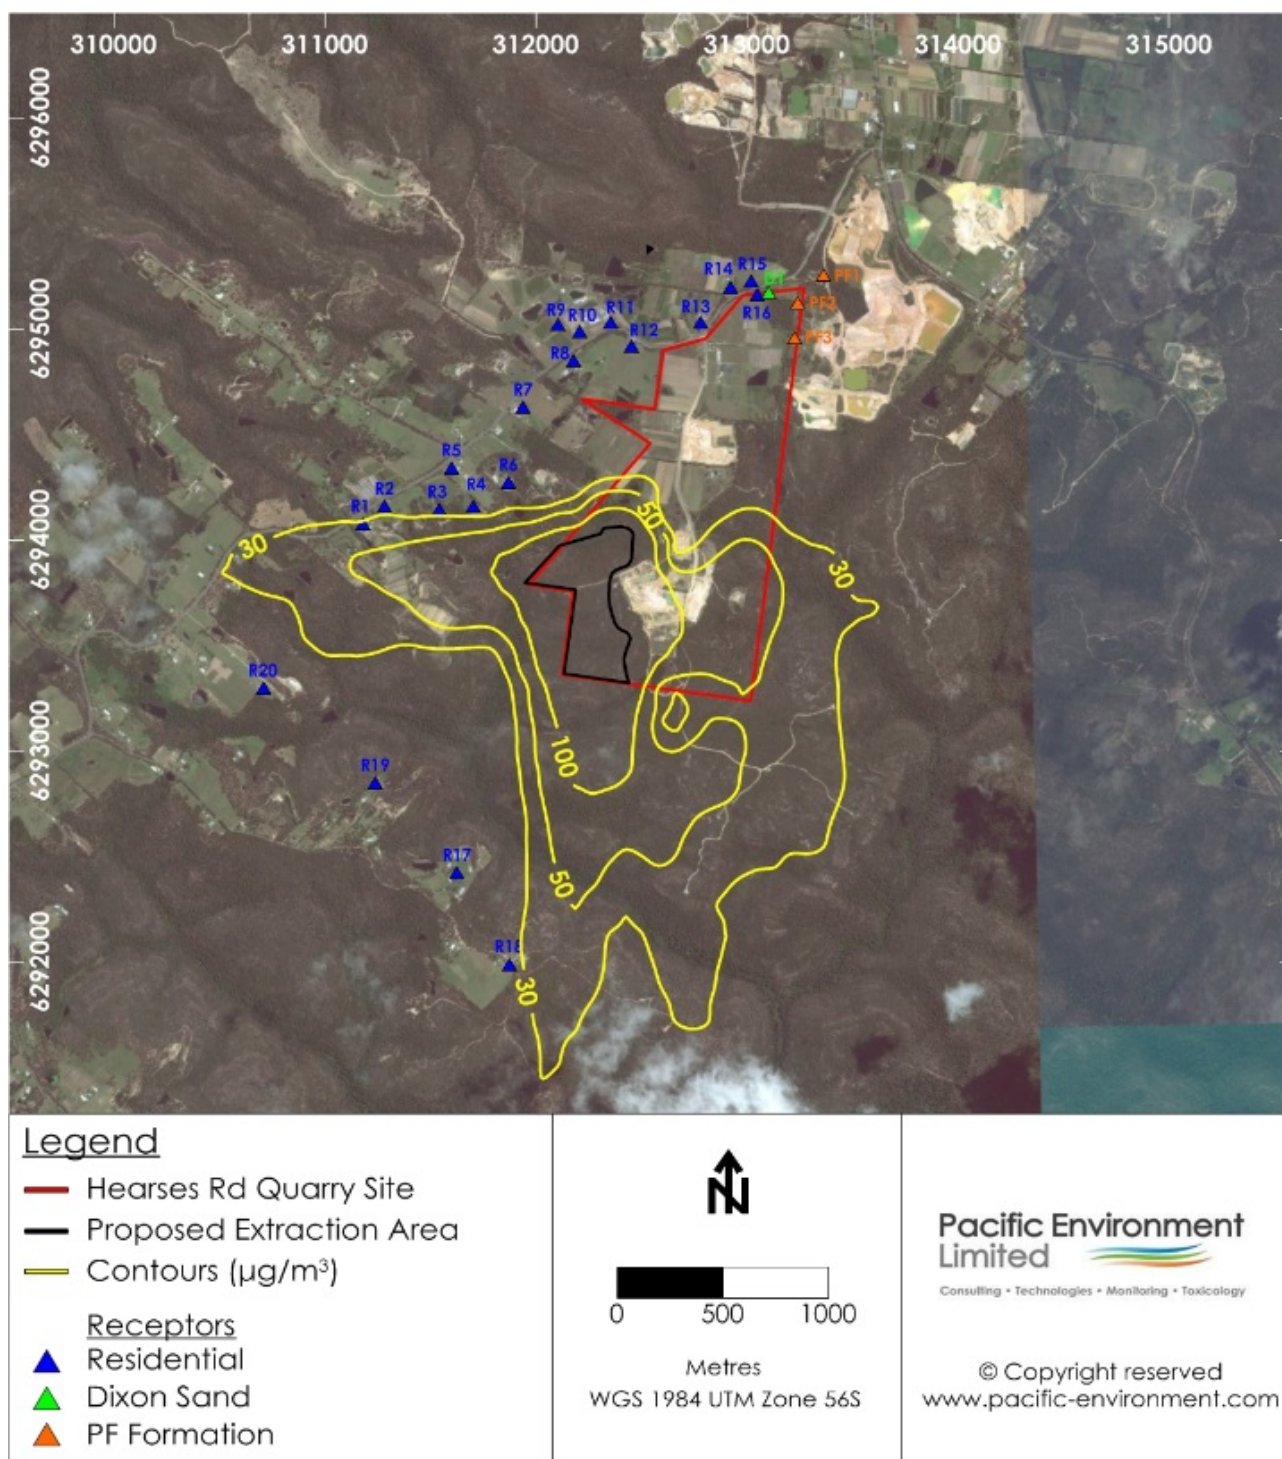 310000 311000 312000 313000 314000 315000
6296000
6295000
6294000
6293000
6292000
R14
R15
PF1
R16
PF2
R13
PF3
R9
R10
R11
R12
R8
R7
R5
R6
R1
R2
R3
R4
30
50
30
R20
100
R19
R17
50
R18
30
Legend
Hearses Rd Quarry Site
Proposed Extraction Area
Contours (µg/m³)
Receptors
Residential
Dixon Sand
PF Formation
N
0 500 1000
Metres
WGS 1984 UTM Zone 56S
Pacific Environment
Limited
Consulting • Technologies • Monitoring • Toxicology
© Copyright reserved
www.pacific-environment.com